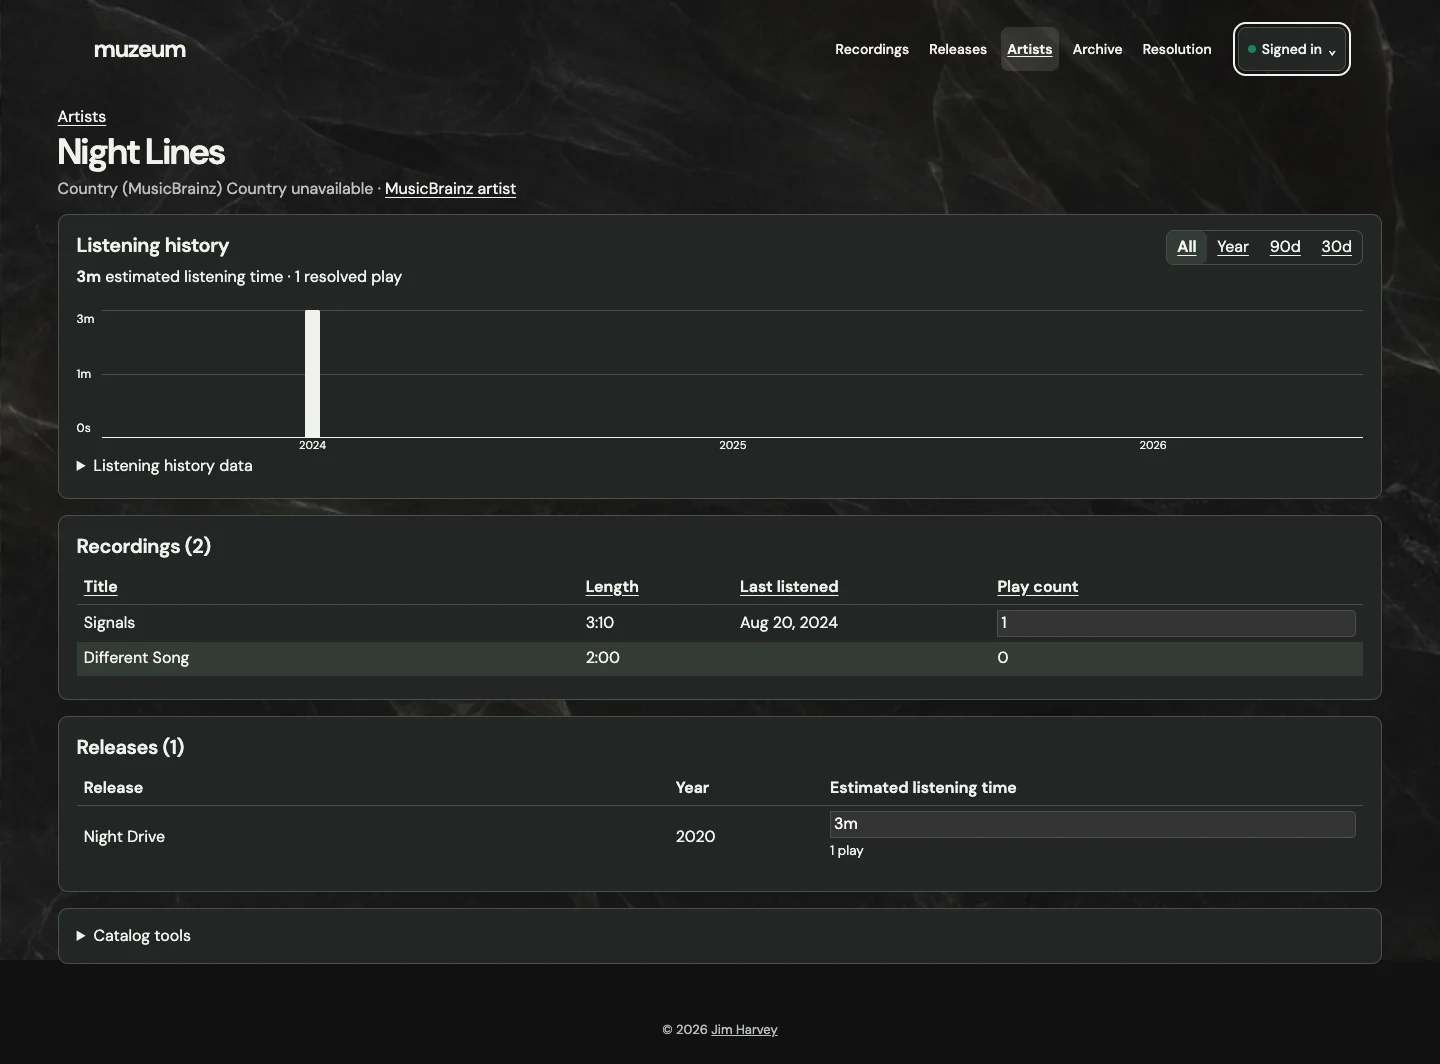 muzeum
Recordings Releases Artists Archive Resolution Signed in
Artists
Night Lines
Country (MusicBrainz) Country unavailable · MusicBrainz artist
Listening history
All Year 90d 30d
3m estimated listening time · 1 resolved play
3m
1m
0s
2024 2025 2026
Listening history data
Recordings (2)
Title Length Last listened Play count
Signals 3:10 Aug 20, 2024 1
Different Song 2:00 0
Releases (1)
Release Year Estimated listening time
Night Drive 2020 3m
1 play
Catalog tools
© 2026 Jim Harvey